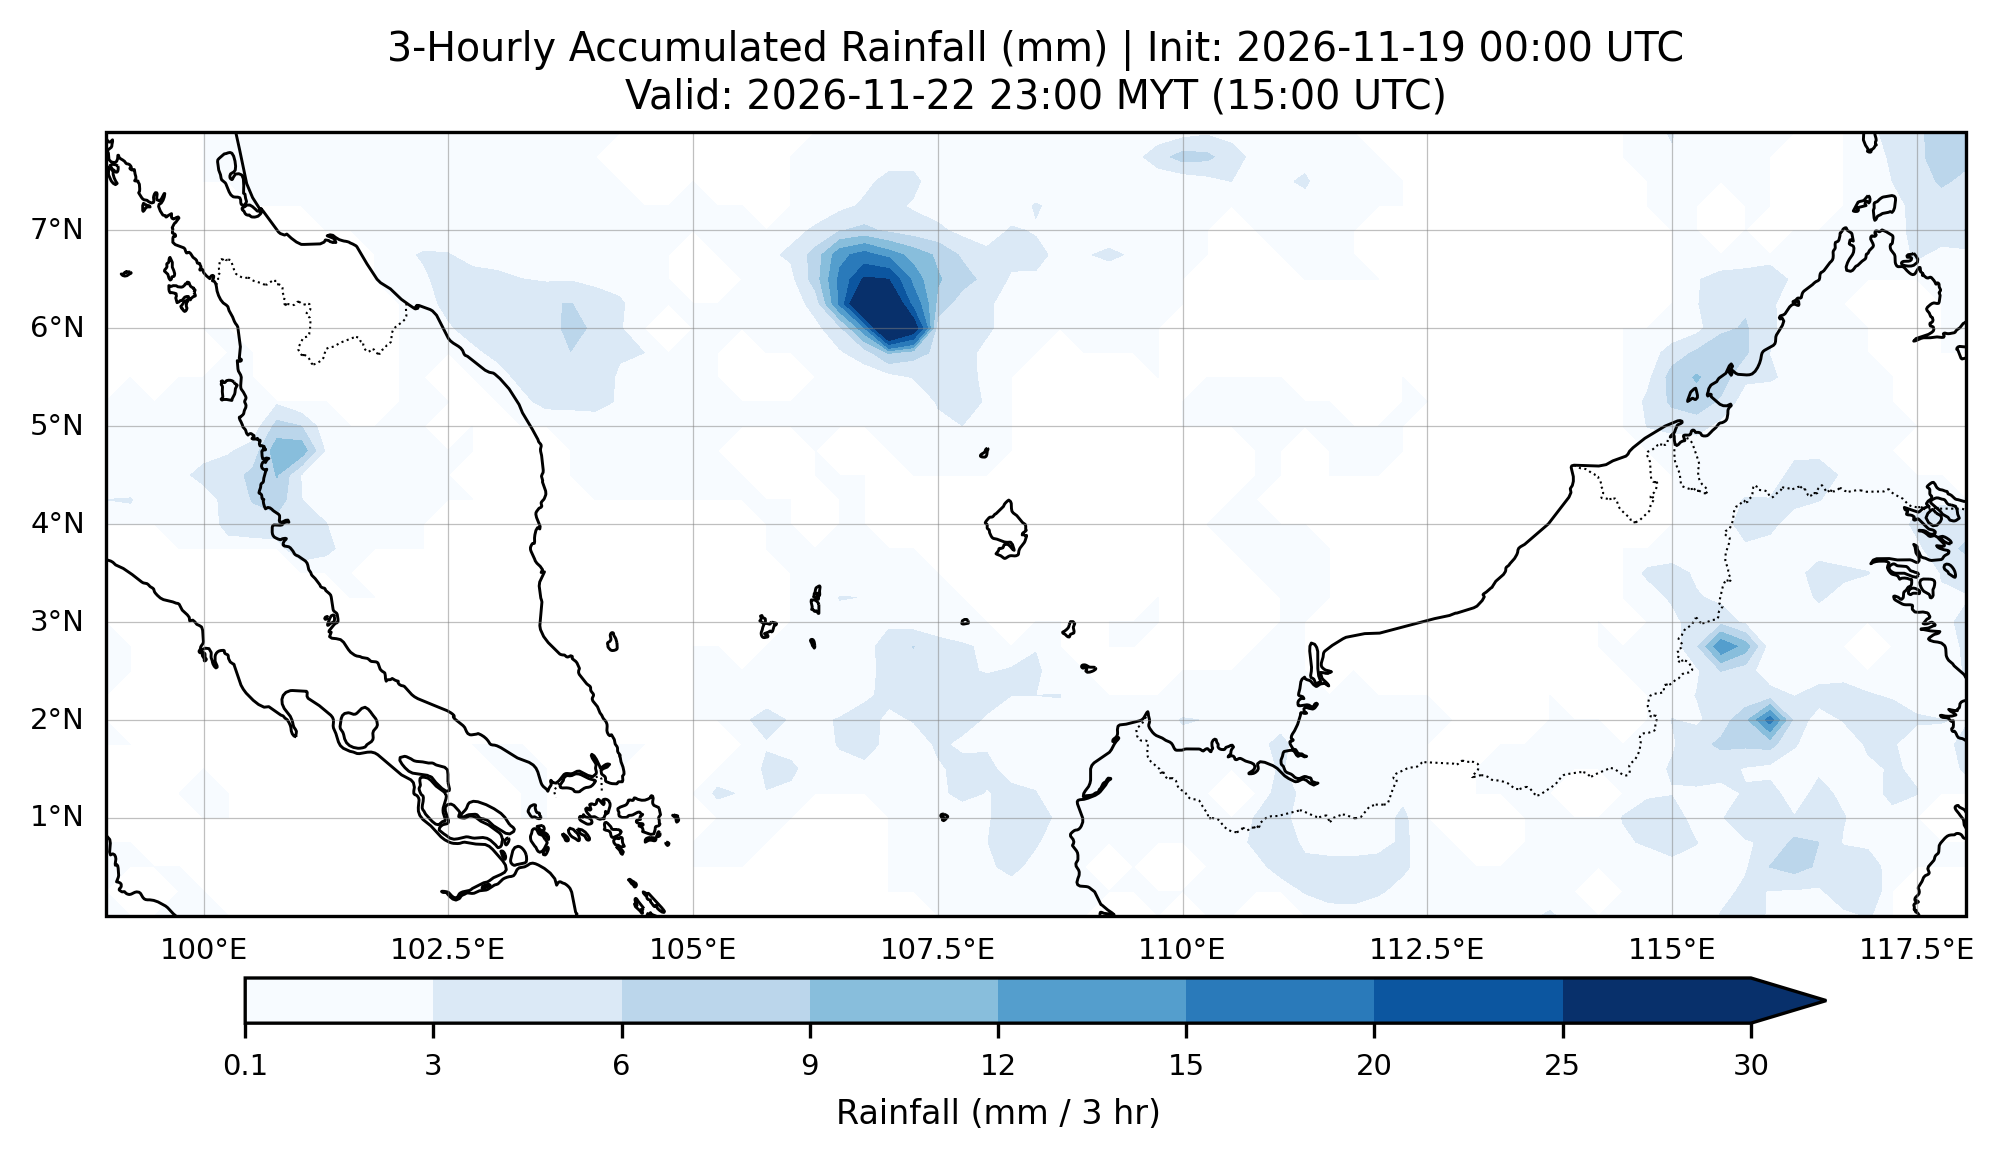 3-Hourly Accumulated Rainfall (mm) | Init: 2026-11-19 00:00 UTC
Valid: 2026-11-22 23:00 MYT (15:00 UTC)
7°N
6°N
5°N
4°N
3°N
2°N
1°N
100°E 102.5°E 105°E 107.5°E 110°E 112.5°E 115°E 117.5°E
0.1 3 6 9 12 15 20 25 30
Rainfall (mm / 3 hr)